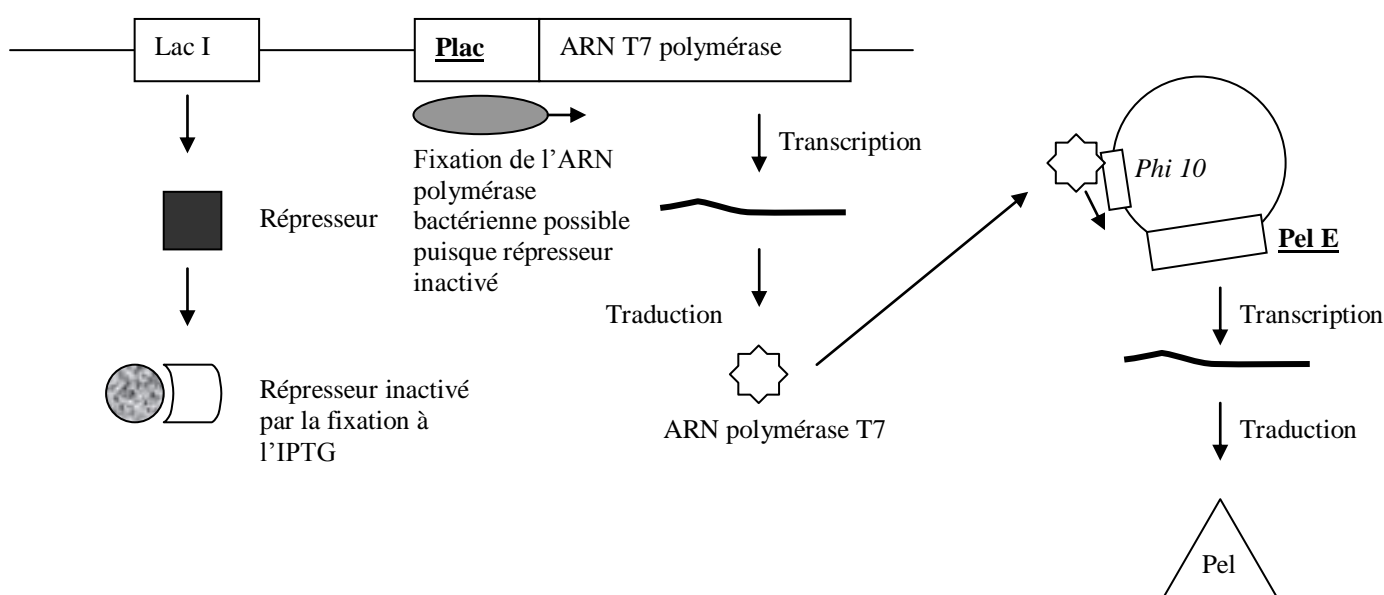 Lac I
Plac
ARN T7 polymérase
Fixation de l’ARN
polymérase
bactérienne possible
puisque répresseur
inactivé
Transcription
Phi 10
Répresseur
Pel E
Traduction
Transcription
Répresseur inactivé
par la fixation à
l’IPTG
ARN polymérase T7
Traduction
Pel